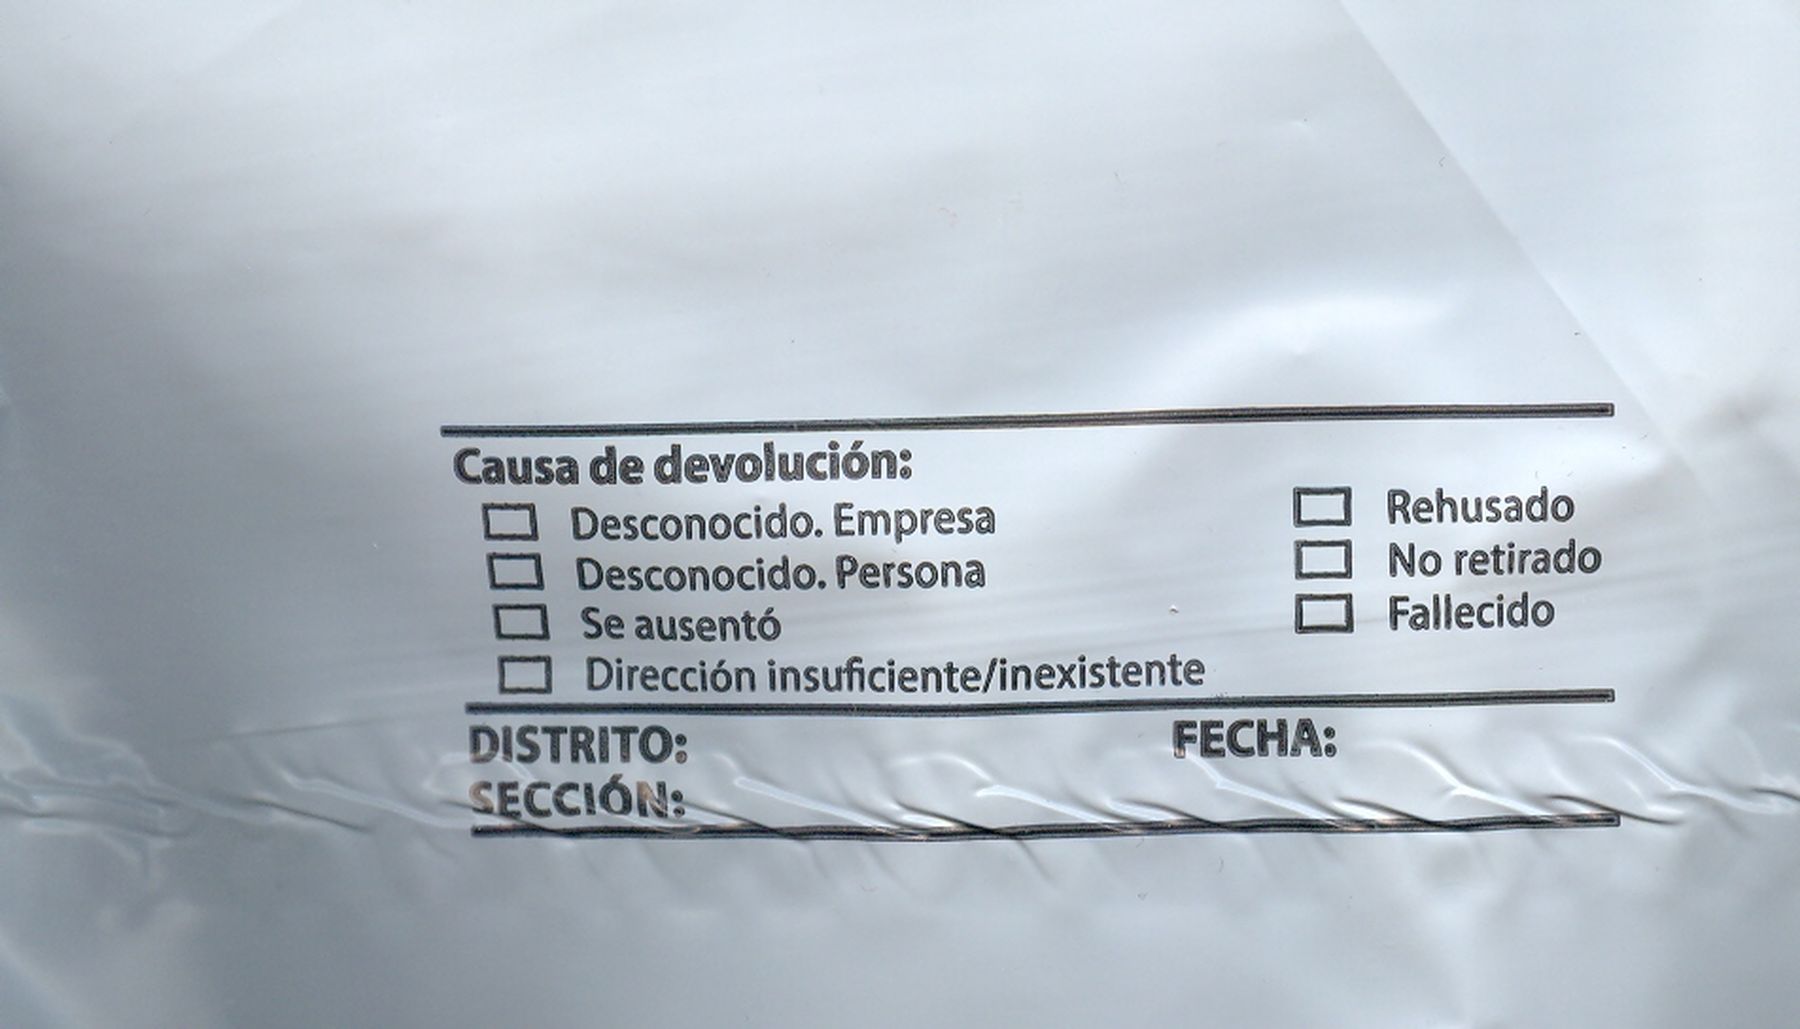 Causa de devolución:
Desconocido. Empresa
Desconocido. Persona
Se ausentó
Dirección insuficiente/inexistente
Rehusado
No retirado
Fallecido
DISTRITO:
FECHA:
SECCIÓN: